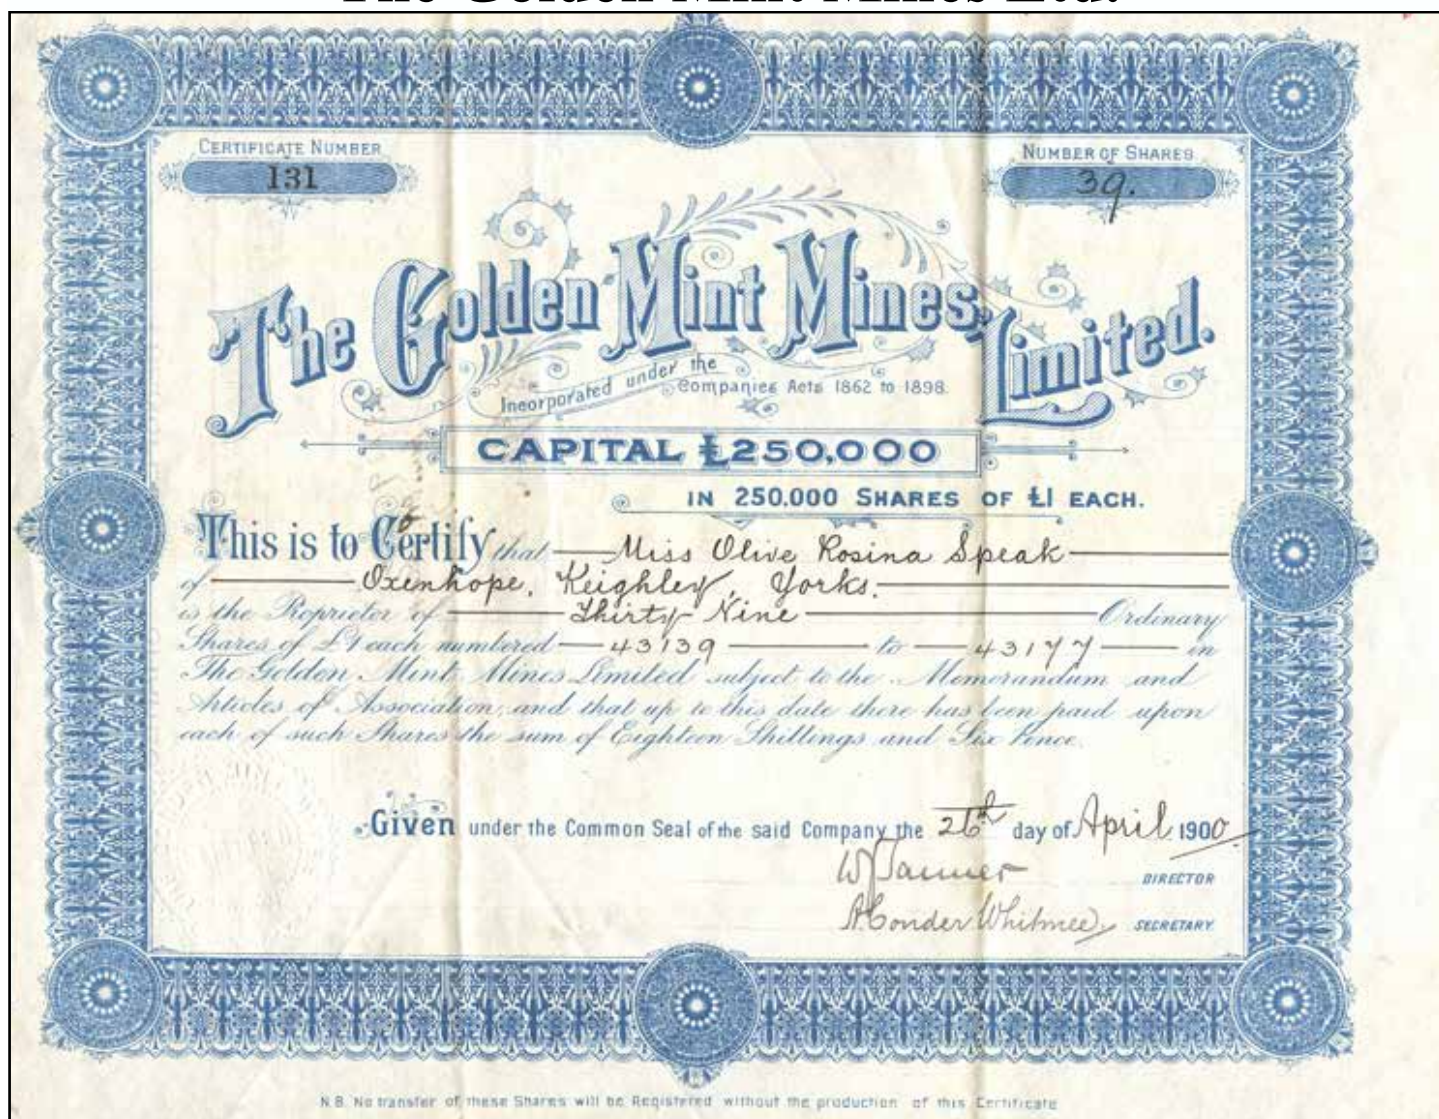 The Golden Mint Mines Ltd.
CERTIFICATE NUMBER
131
NUMBER OF SHARES
39.
The Golden Mint Mines, Limited.
Incorporated under the Companies Acts 1862 to 1898.
CAPITAL £250,000
IN 250,000 SHARES OF £1 EACH.
This is to Certify that Miss Olive Rosina Speak
of Oxenhope, Keighley, Yorks.
is the Proprietor of Thirty Nine Ordinary
Shares of £1 each numbered 43139 to 43177 in
The Golden Mint Mines Limited subject to the Memorandum and
Articles of Association, and that up to this date there has been paid upon
each of such Shares the sum of Eighteen Shillings and Six Pence.
Given under the Common Seal of the said Company the 26th day of April 1900
W Tanner DIRECTOR
A Conder Whitmee SECRETARY
N.B. No transfer of these Shares will be Registered without the production of this Certificate